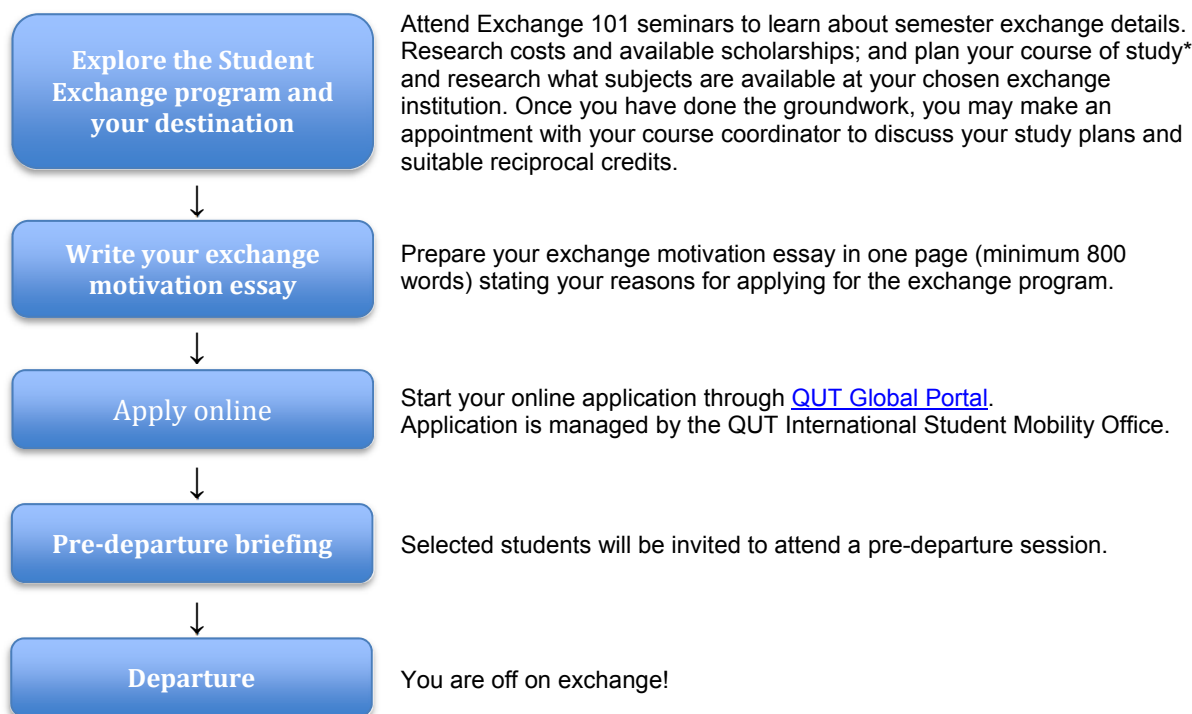 Explore the Student
Exchange program and
your destination
Attend Exchange 101 seminars to learn about semester exchange details.
Research costs and available scholarships; and plan your course of study*
and research what subjects are available at your chosen exchange
institution. Once you have done the groundwork, you may make an
appointment with your course coordinator to discuss your study plans and
suitable reciprocal credits.
Write your exchange
motivation essay
Prepare your exchange motivation essay in one page (minimum 800
words) stating your reasons for applying for the exchange program.
Apply online
Start your online application through QUT Global Portal.
Application is managed by the QUT International Student Mobility Office.
Pre-departure briefing
Selected students will be invited to attend a pre-departure session.
Departure
You are off on exchange!